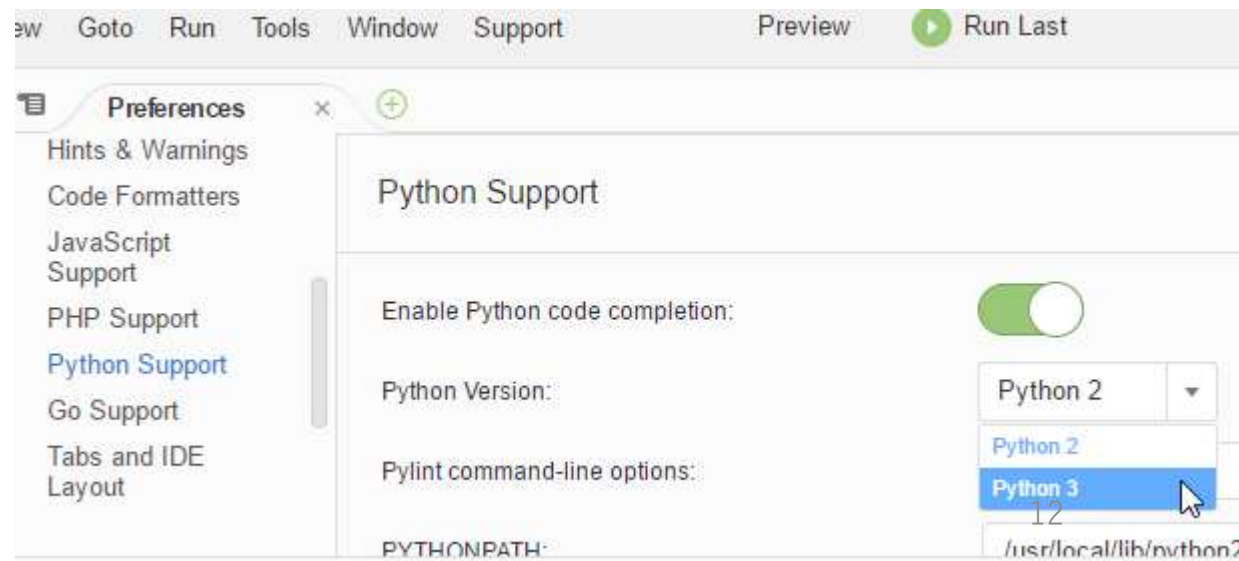 ew Goto Run Tools Window Support Preview Run Last
Preferences ×
Hints & Warnings
Code Formatters
JavaScript
Support
PHP Support
Python Support
Go Support
Tabs and IDE
Layout
Python Support
Enable Python code completion:
Python Version: Python 2
Python 2
Python 3
Pylint command-line options:
12
PYTHONPATH: /usr/local/lib/python2